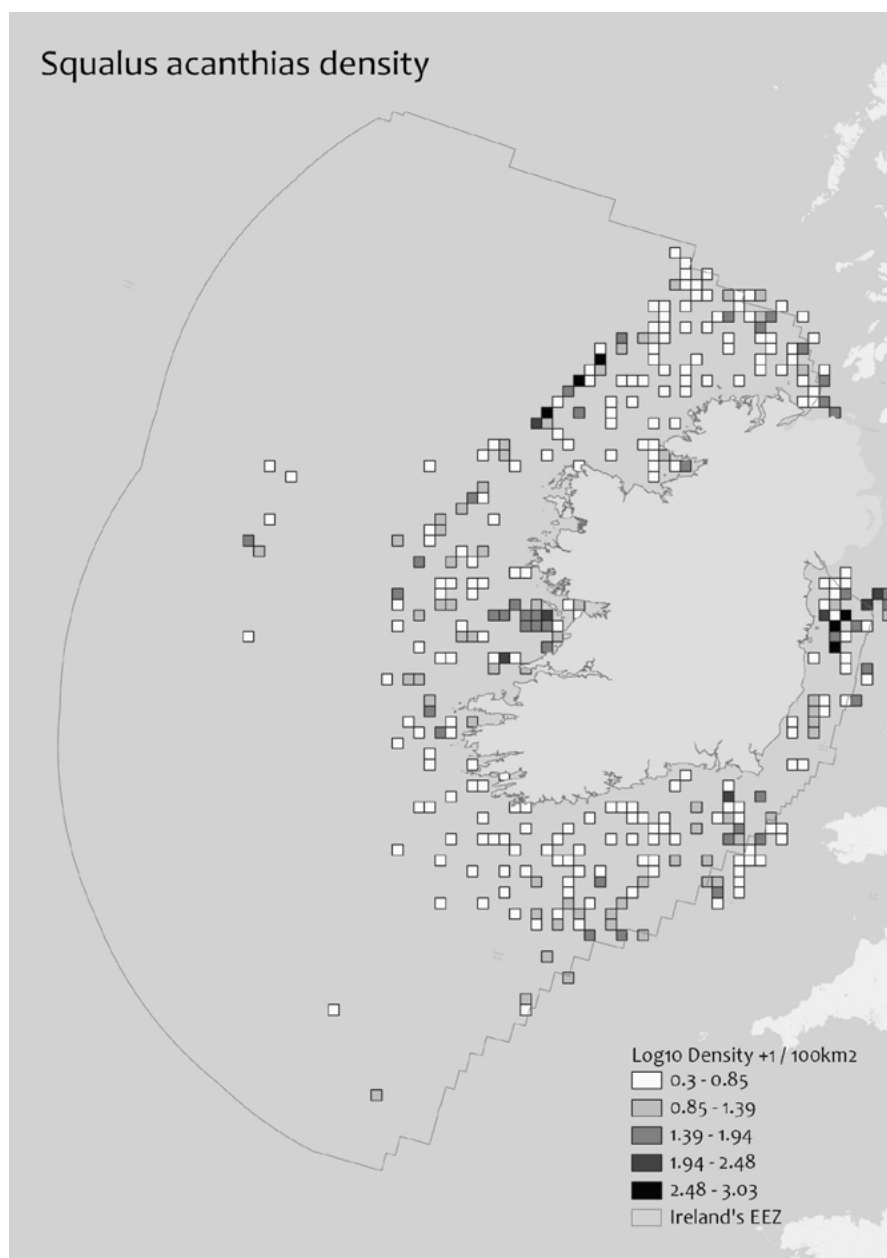 Squalus acanthias density
Log10 Density +1 / 100km2
0.3 - 0.85
0.85 - 1.39
1.39 - 1.94
1.94 - 2.48
2.48 - 3.03
Ireland's EEZ